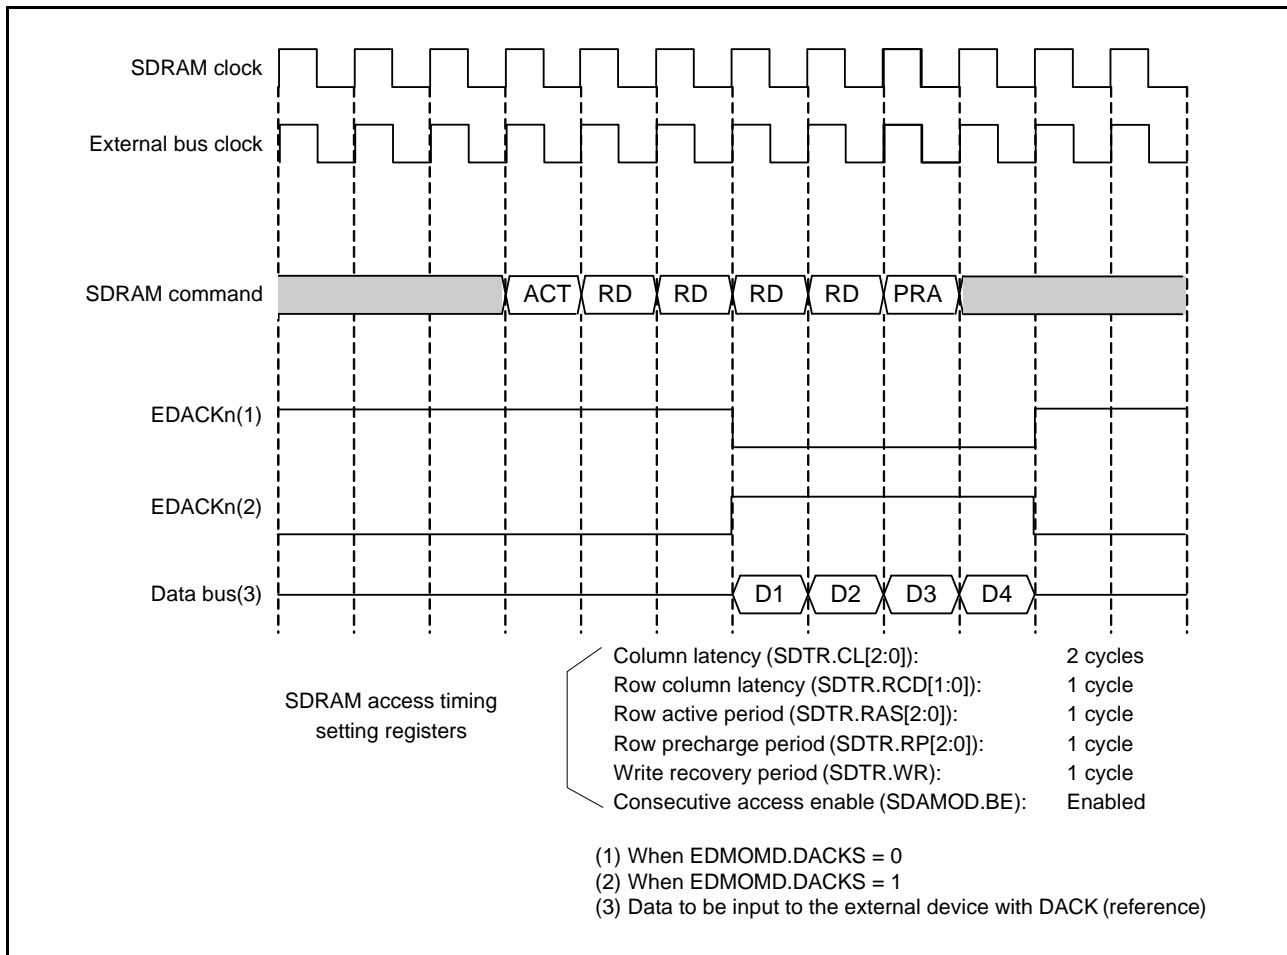 SDRAM clock
External bus clock
SDRAM command
ACT RD RD RD RD PRA
EDACKn(1)
EDACKn(2)
Data bus(3)
D1 D2 D3 D4
SDRAM access timing
setting registers
Column latency (SDTR.CL[2:0]): 2 cycles
Row column latency (SDTR.RCD[1:0]): 1 cycle
Row active period (SDTR.RAS[2:0]): 1 cycle
Row precharge period (SDTR.RP[2:0]): 1 cycle
Write recovery period (SDTR.WR): 1 cycle
Consecutive access enable (SDAMOD.BE): Enabled
(1) When EDMOMD.DACKS = 0
(2) When EDMOMD.DACKS = 1
(3) Data to be input to the external device with DACK (reference)